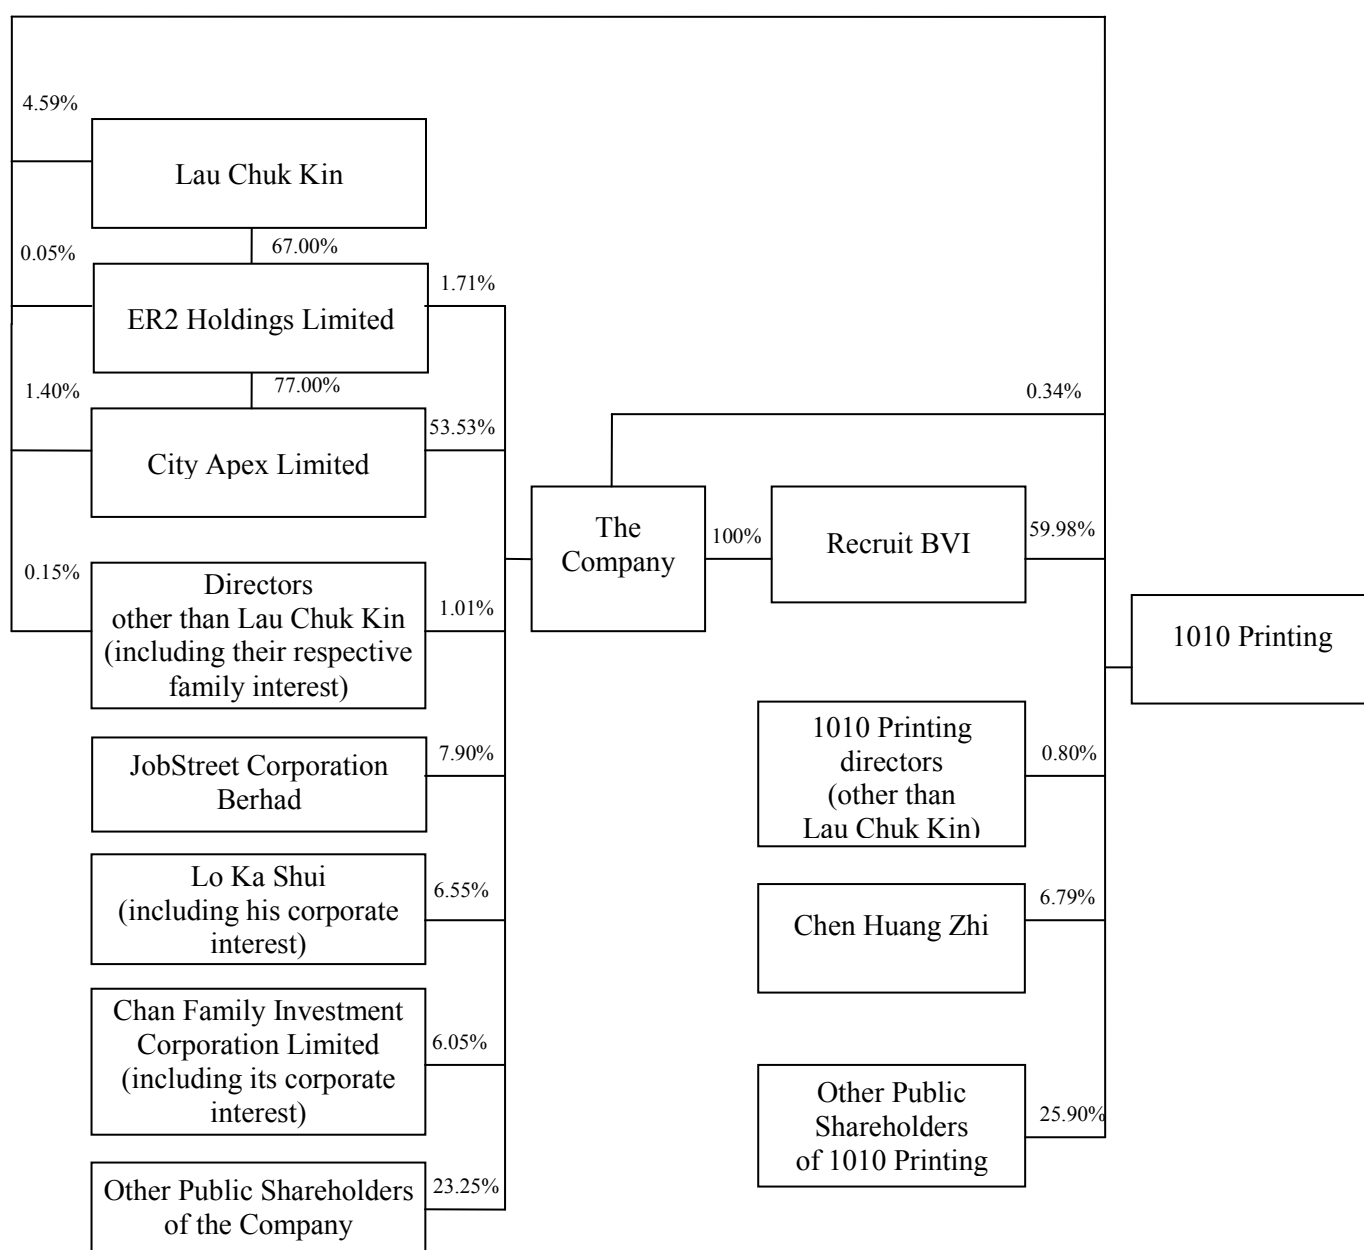 4.59%
Lau Chuk Kin
67.00%
0.05%
1.71%
ER2 Holdings Limited
77.00%
1.40%
53.53%
City Apex Limited
0.34%
The
Company
100%
Recruit BVI
59.98%
0.15%
Directors
other than Lau Chuk Kin
(including their respective
family interest)
1.01%
1010 Printing
1010 Printing
directors
(other than
Lau Chuk Kin)
0.80%
JobStreet Corporation
Berhad
7.90%
Lo Ka Shui
(including his corporate
interest)
6.55%
Chen Huang Zhi
6.79%
Chan Family Investment
Corporation Limited
(including its corporate
interest)
6.05%
Other Public
Shareholders
of 1010 Printing
25.90%
Other Public Shareholders
of the Company
23.25%